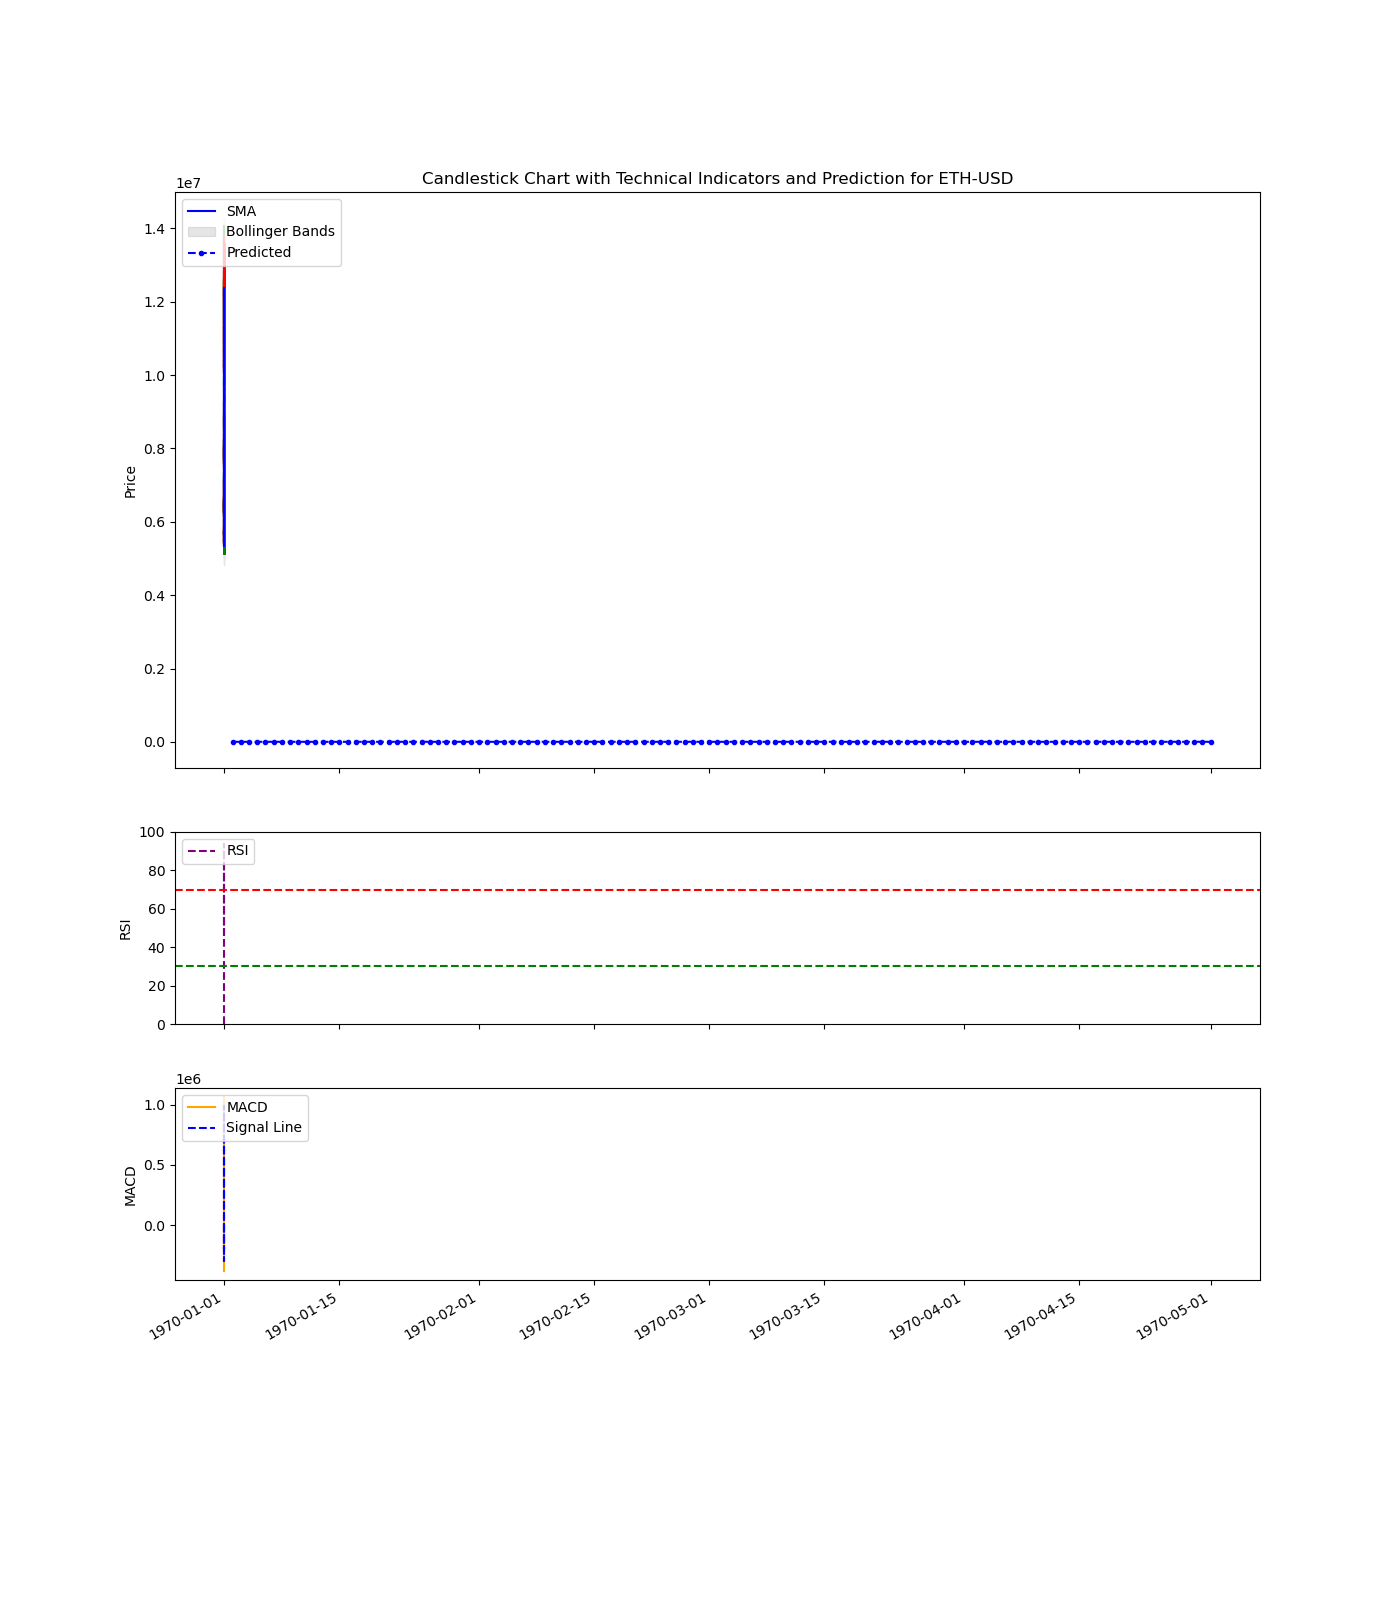 Candlestick Chart with Technical Indicators and Prediction for ETH-USD
1e7
SMA
Bollinger Bands
Predicted
1.4
1.2
1.0
0.8
0.6
0.4
0.2
0.0
Price
RSI
100
80
60
40
20
0
RSI
1e6
MACD
Signal Line
1.0
0.5
0.0
MACD
1970-01-01
1970-01-15
1970-02-01
1970-02-15
1970-03-01
1970-03-15
1970-04-01
1970-04-15
1970-05-01